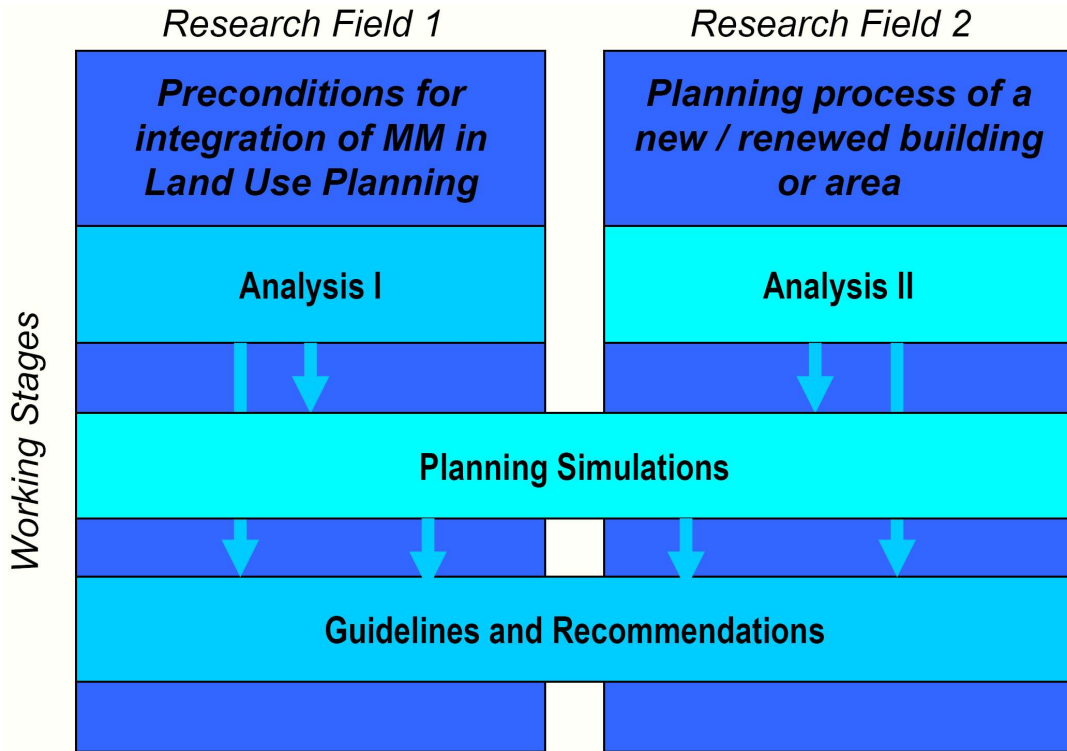 Research Field 1
Research Field 2
Preconditions for
integration of MM in
Land Use Planning
Planning process of a
new / renewed building
or area
Analysis I
Analysis II
Working Stages
Planning Simulations
Guidelines and Recommendations